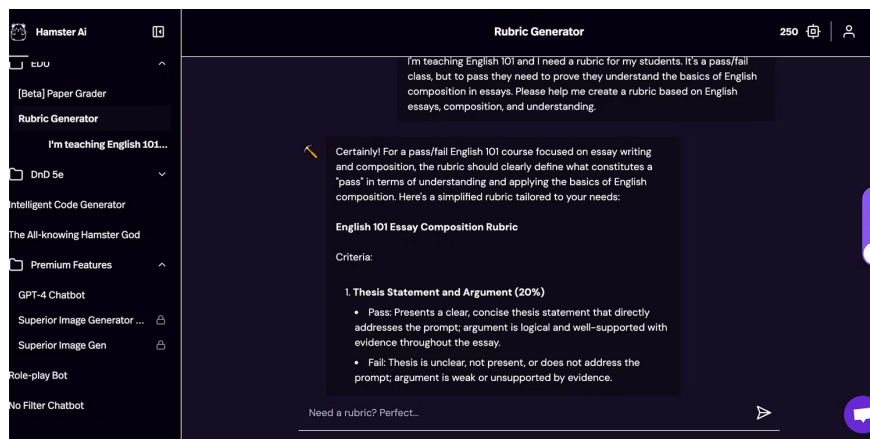 Hamster Ai
EDU
[Beta] Paper Grader
Rubric Generator
I'm teaching English 101...
DnD 5e
Intelligent Code Generator
The All-knowing Hamster God
Premium Features
GPT-4 Chatbot
Superior Image Generator ...
Superior Image Gen
Role-play Bot
No Filter Chatbot
Rubric Generator
250
I'm teaching English 101 and I need a rubric for my students. It's a pass/fail
class, but to pass they need to prove they understand the basics of English
composition in essays. Please help me create a rubric based on English
essays, composition, and understanding.
Certainly! For a pass/fail English 101 course focused on essay writing
and composition, the rubric should clearly define what constitutes a
"pass" in terms of understanding and applying the basics of English
composition. Here's a simplified rubric tailored to your needs:
English 101 Essay Composition Rubric
Criteria:
1. Thesis Statement and Argument (20%)
• Pass: Presents a clear, concise thesis statement that directly
addresses the prompt; argument is logical and well-supported with
evidence throughout the essay.
• Fail: Thesis is unclear, not present, or does not address the
prompt; argument is weak or unsupported by evidence.
Need a rubric? Perfect...